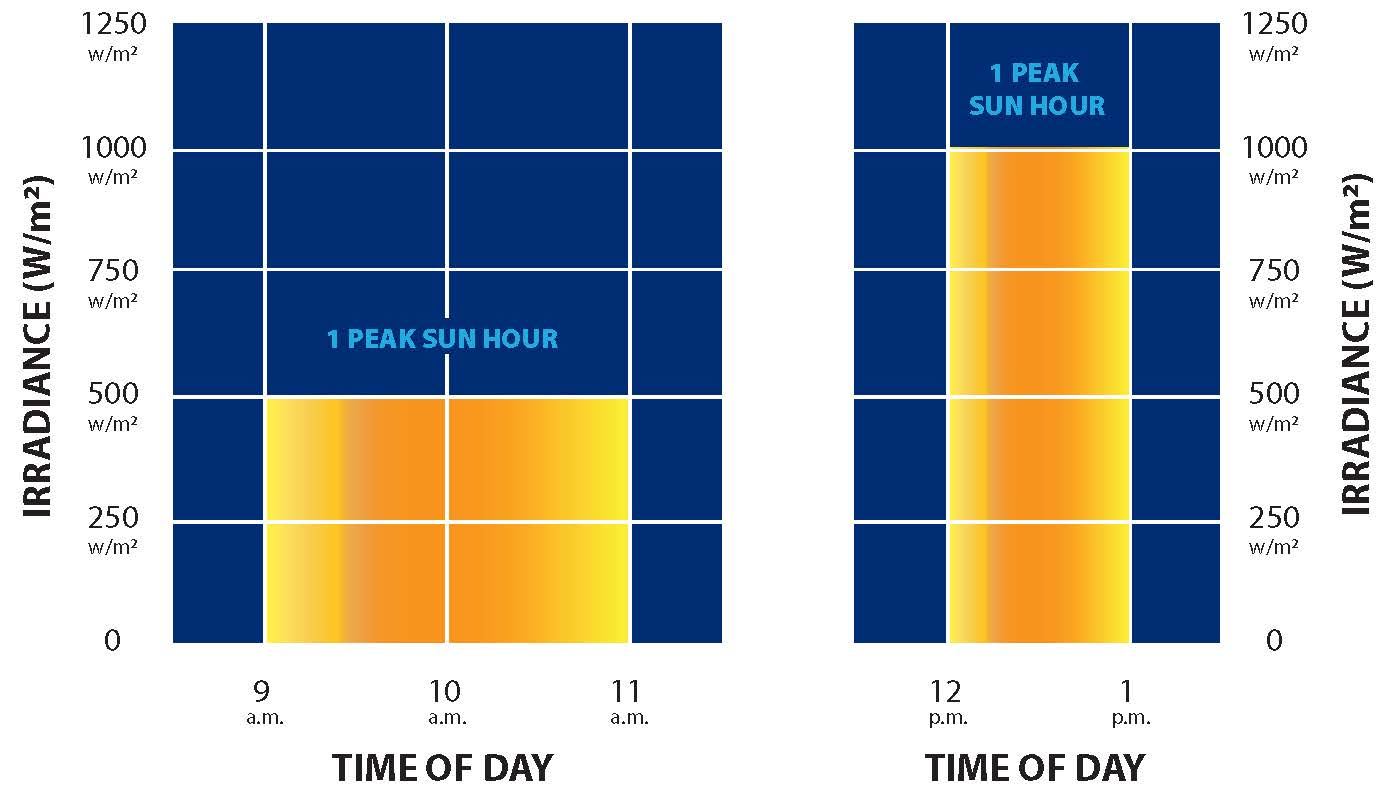 1250
w/m²
1000
w/m²
750
w/m²
500
w/m²
250
w/m²
0
IRRADIANCE (W/m²)
1 PEAK SUN HOUR
9
a.m.
10
a.m.
11
a.m.
TIME OF DAY
1 PEAK
SUN HOUR
12
p.m.
1
p.m.
TIME OF DAY
1250
w/m²
1000
w/m²
750
w/m²
500
w/m²
250
w/m²
0
IRRADIANCE (W/m²)